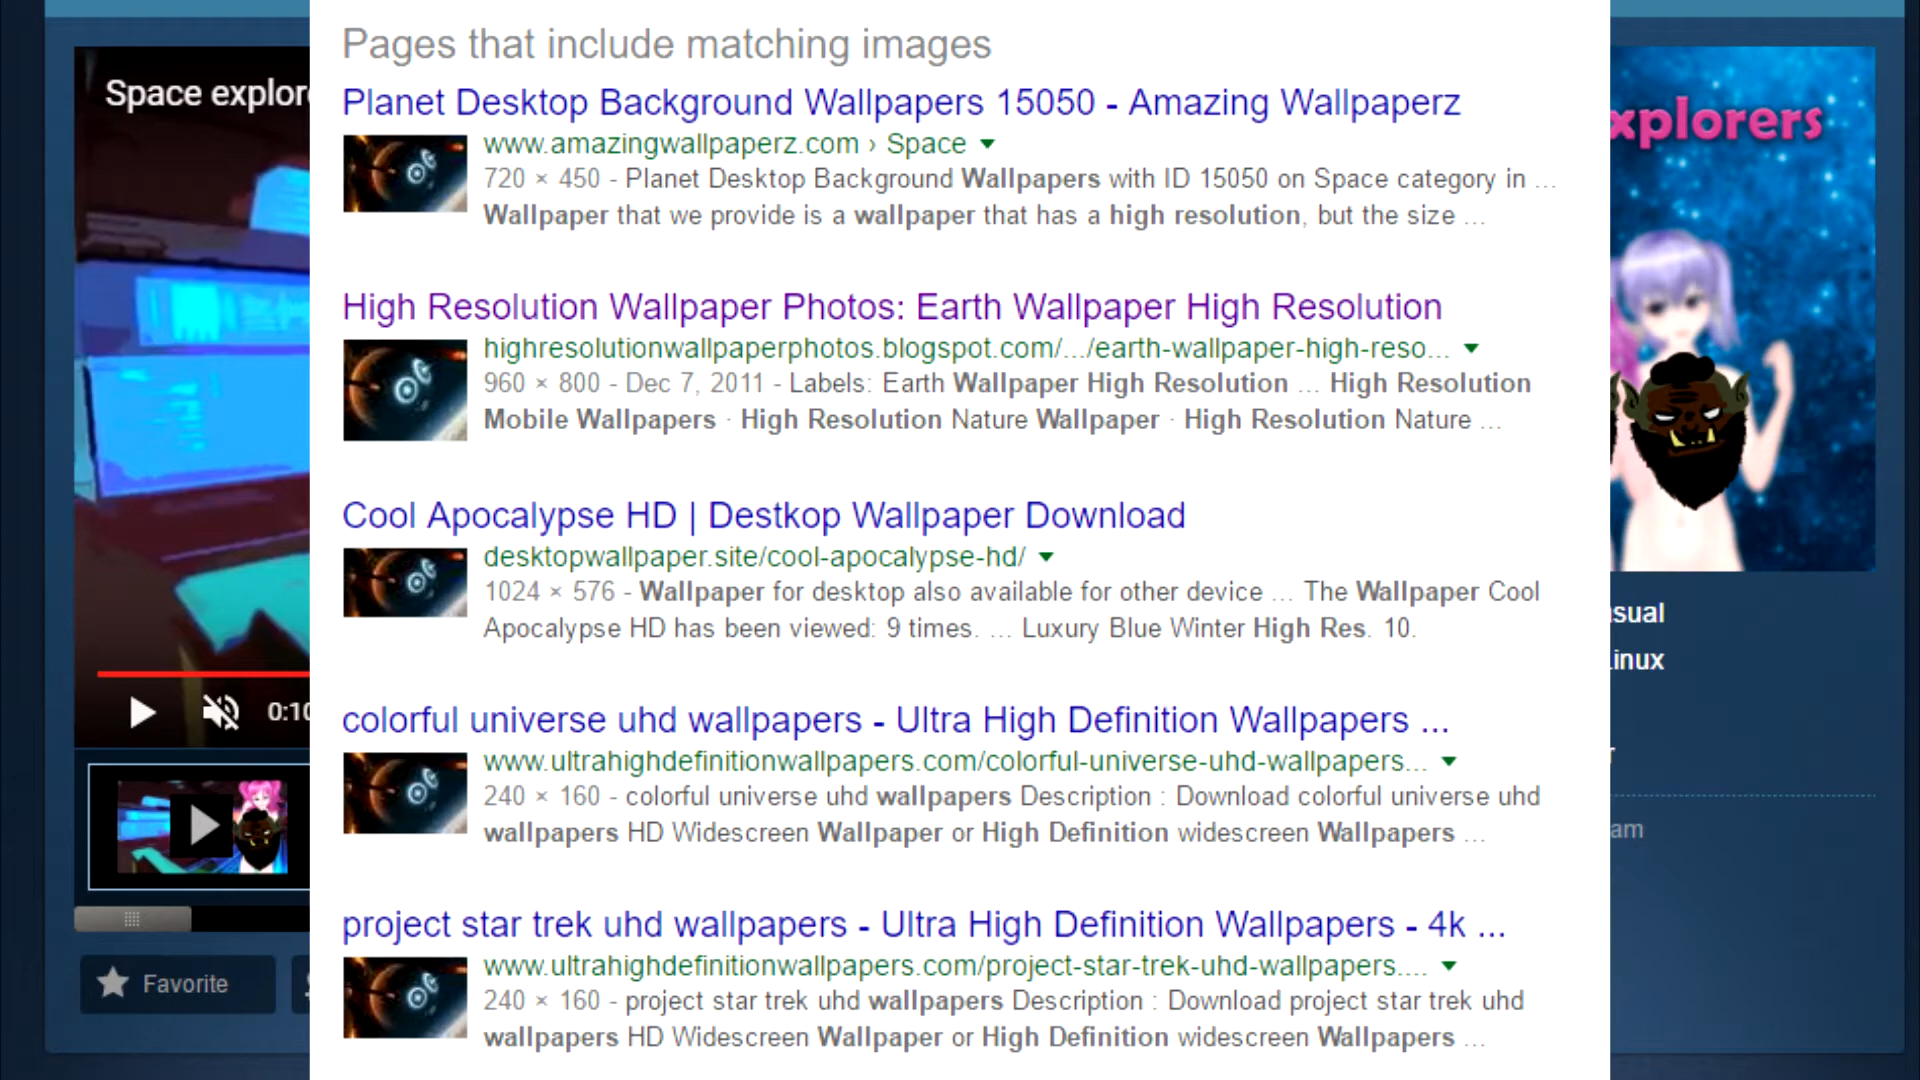 Pages that include matching images
Space explor
Planet Desktop Background Wallpapers 15050 - Amazing Wallpaperz
www.amazingwallpaperz.com › Space
720 × 450 - Planet Desktop Background Wallpapers with ID 15050 on Space category in ...
Wallpaper that we provide is a wallpaper that has a high resolution, but the size ...
xplorers
High Resolution Wallpaper Photos: Earth Wallpaper High Resolution
highresolutionwallpaperphotos.blogspot.com/.../earth-wallpaper-high-reso...
960 × 800 - Dec 7, 2011 - Labels: Earth Wallpaper High Resolution ... High Resolution
Mobile Wallpapers · High Resolution Nature Wallpaper · High Resolution Nature ...
Cool Apocalypse HD | Destkop Wallpaper Download
desktopwallpaper.site/cool-apocalypse-hd/
1024 × 576 - Wallpaper for desktop also available for other device ... The Wallpaper Cool
Apocalypse HD has been viewed: 9 times. ... Luxury Blue Winter High Res. 10.
sual
inux
0:10
colorful universe uhd wallpapers - Ultra High Definition Wallpapers ...
www.ultrahighdefinitionwallpapers.com/colorful-universe-uhd-wallpapers...
240 × 160 - colorful universe uhd wallpapers Description : Download colorful universe uhd
wallpapers HD Widescreen Wallpaper or High Definition widescreen Wallpapers ...
r
am
project star trek uhd wallpapers - Ultra High Definition Wallpapers - 4k ...
www.ultrahighdefinitionwallpapers.com/project-star-trek-uhd-wallpapers....
240 × 160 - project star trek uhd wallpapers Description : Download project star trek uhd
wallpapers HD Widescreen Wallpaper or High Definition widescreen Wallpapers ...
Favorite